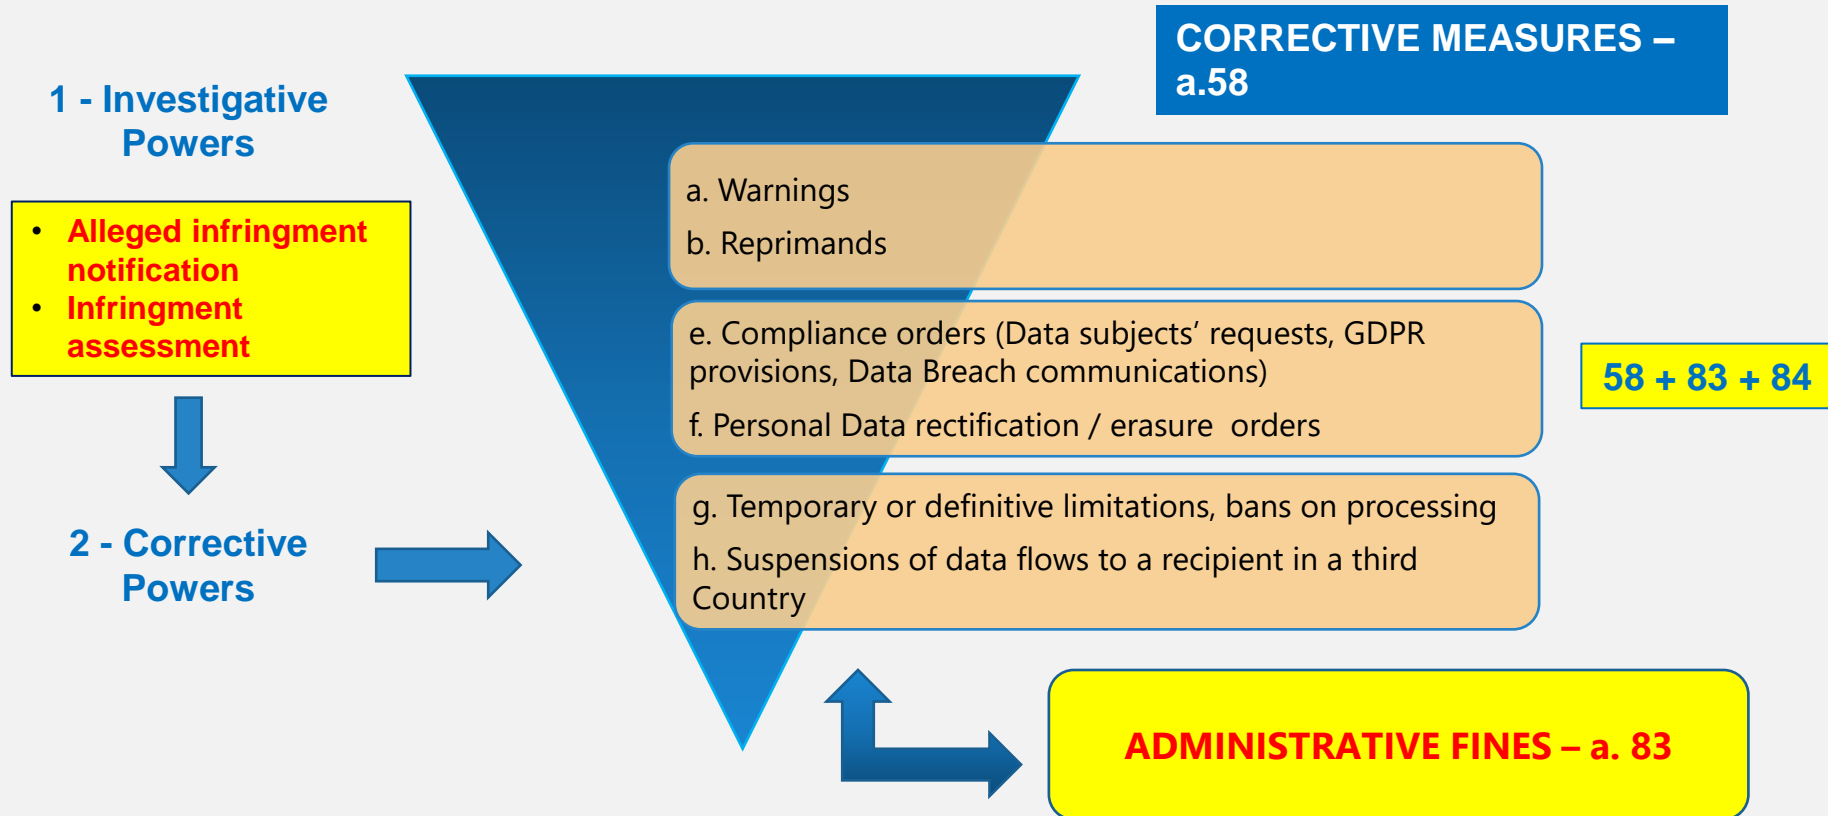 CORRECTIVE MEASURES –
a.58
1 - Investigative
Powers
• Alleged infringment
notification
• Infringment
assessment
2 - Corrective
Powers
a. Warnings
b. Reprimands
e. Compliance orders (Data subjects’ requests, GDPR
provisions, Data Breach communications)
f. Personal Data rectification / erasure orders
g. Temporary or definitive limitations, bans on processing
h. Suspensions of data flows to a recipient in a third
Country
58 + 83 + 84
ADMINISTRATIVE FINES – a. 83